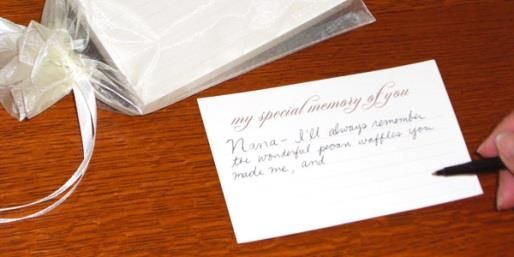 my special memory of you
Nana - I'll always remember
the wonderful pecan waffles you
made me, and